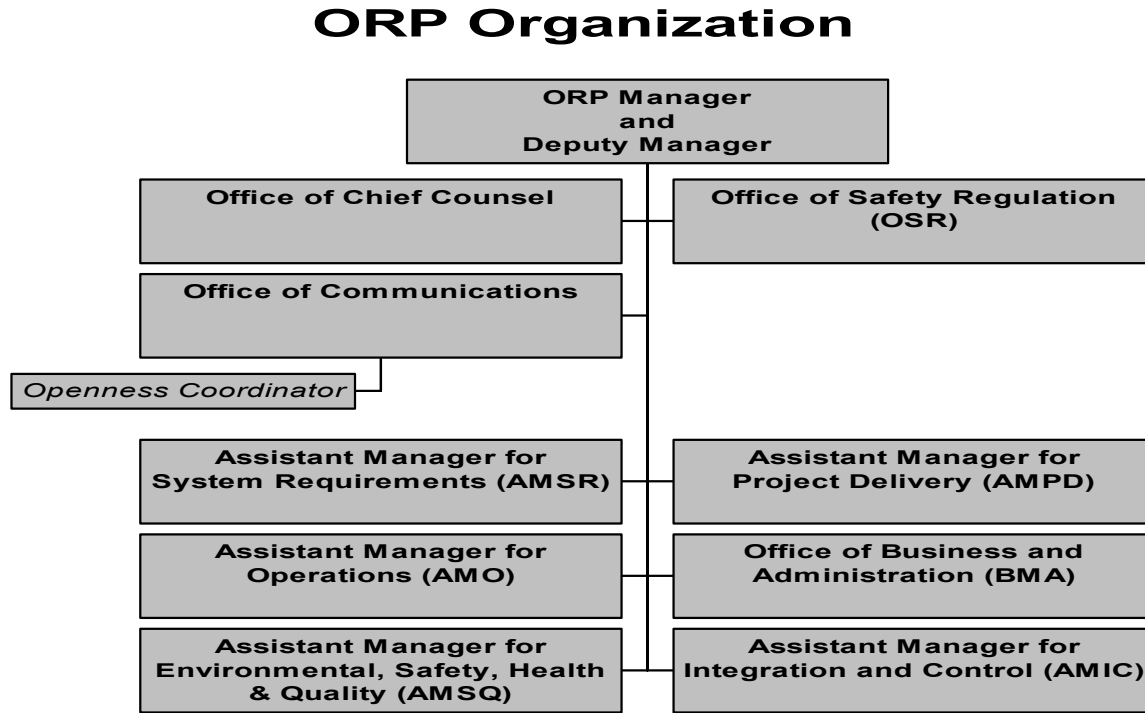 ORP Organization
ORP Manager
and
Deputy Manager
Office of Chief Counsel
Office of Safety Regulation
(OSR)
Office of Communications
Openness Coordinator
Assistant Manager for
System Requirements (AMSR)
Assistant Manager for
Project Delivery (AMPD)
Assistant Manager for
Operations (AMO)
Office of Business and
Administration (BMA)
Assistant Manager for
Environmental, Safety, Health
& Quality (AMSQ)
Assistant Manager for
Integration and Control (AMIC)